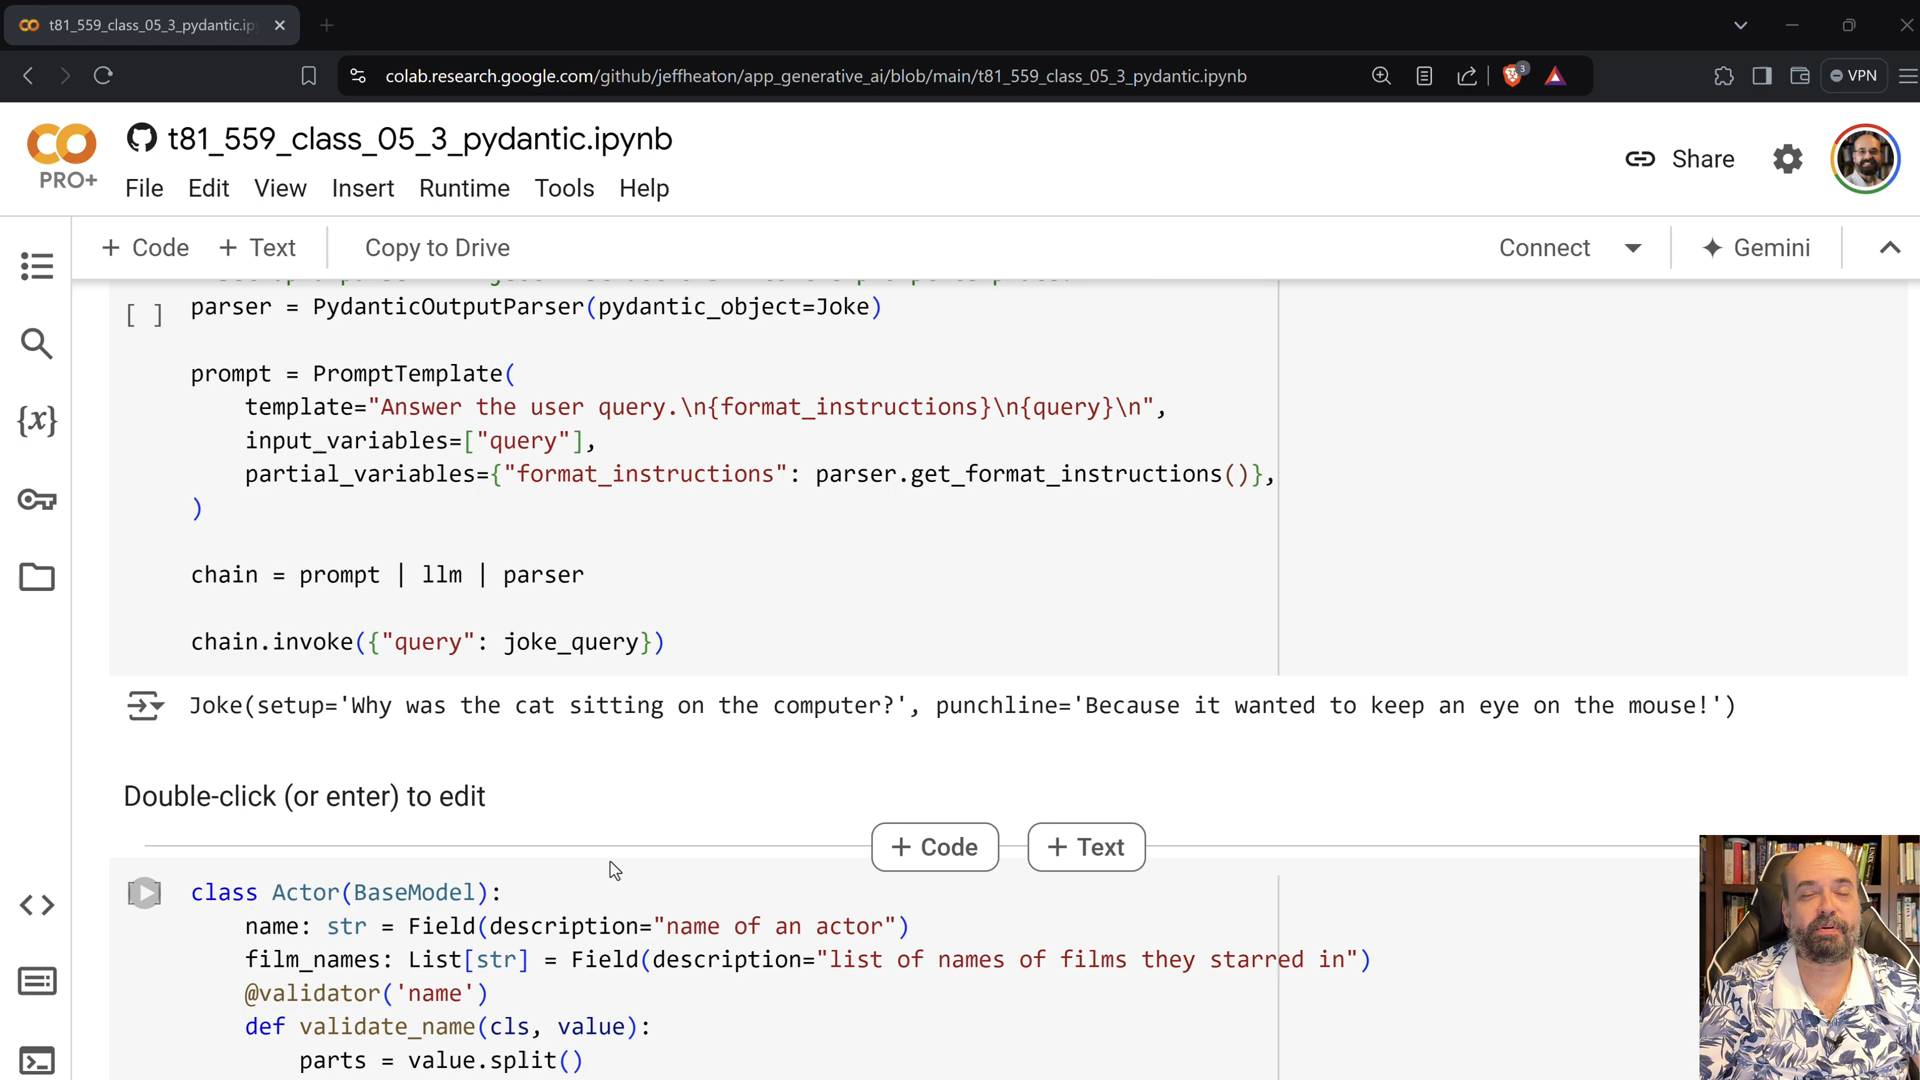 t81_559_class_05_3_pydantic.ip
colab.research.google.com/github/jeffheaton/app_generative_ai/blob/main/t81_559_class_05_3_pydantic.ipynb
3
VPN
PRO+
t81_559_class_05_3_pydantic.ipynb
Share
File Edit View Insert Runtime Tools Help
+ Code + Text Copy to Drive Connect Gemini
[ ] parser = PydanticOutputParser(pydantic_object=Joke)
prompt = PromptTemplate(
template="Answer the user query.\n{format_instructions}\n{query}\n",
input_variables=["query"],
partial_variables={"format_instructions": parser.get_format_instructions()},
)
chain = prompt | llm | parser
chain.invoke({"query": joke_query})
Joke(setup='Why was the cat sitting on the computer?', punchline='Because it wanted to keep an eye on the mouse!')
Double-click (or enter) to edit
+ Code + Text
class Actor(BaseModel):
name: str = Field(description="name of an actor")
film_names: List[str] = Field(description="list of names of films they starred in")
@validator('name')
def validate_name(cls, value):
parts = value.split()